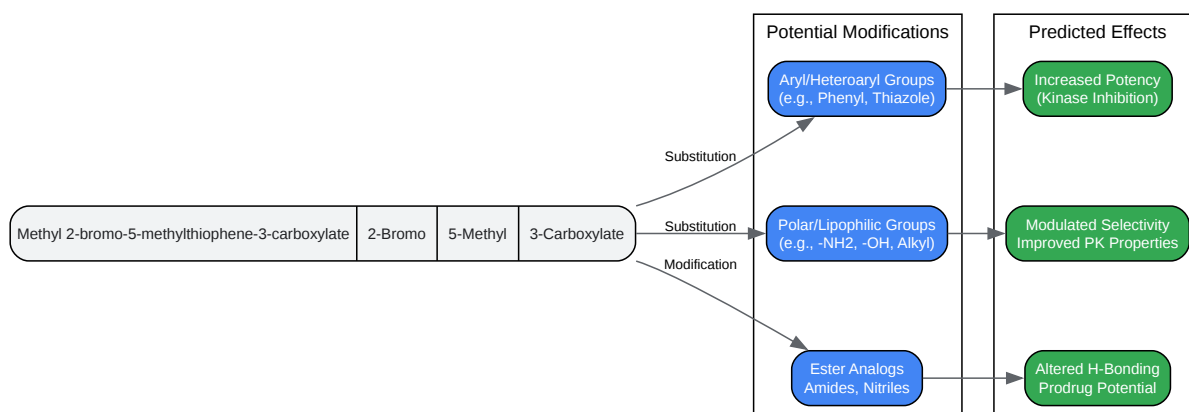 Potential Modifications
Predicted Effects
Aryl/Heteroaryl Groups
(e.g., Phenyl, Thiazole)
Increased Potency
(Kinase Inhibition)
Substitution
Methyl 2-bromo-5-methylthiophene-3-carboxylate
2-Bromo
5-Methyl
3-Carboxylate
Substitution
Polar/Lipophilic Groups
(e.g., -NH2, -OH, Alkyl)
Modulated Selectivity
Improved PK Properties
Modification
Ester Analogs
Amides, Nitriles
Altered H-Bonding
Prodrug Potential